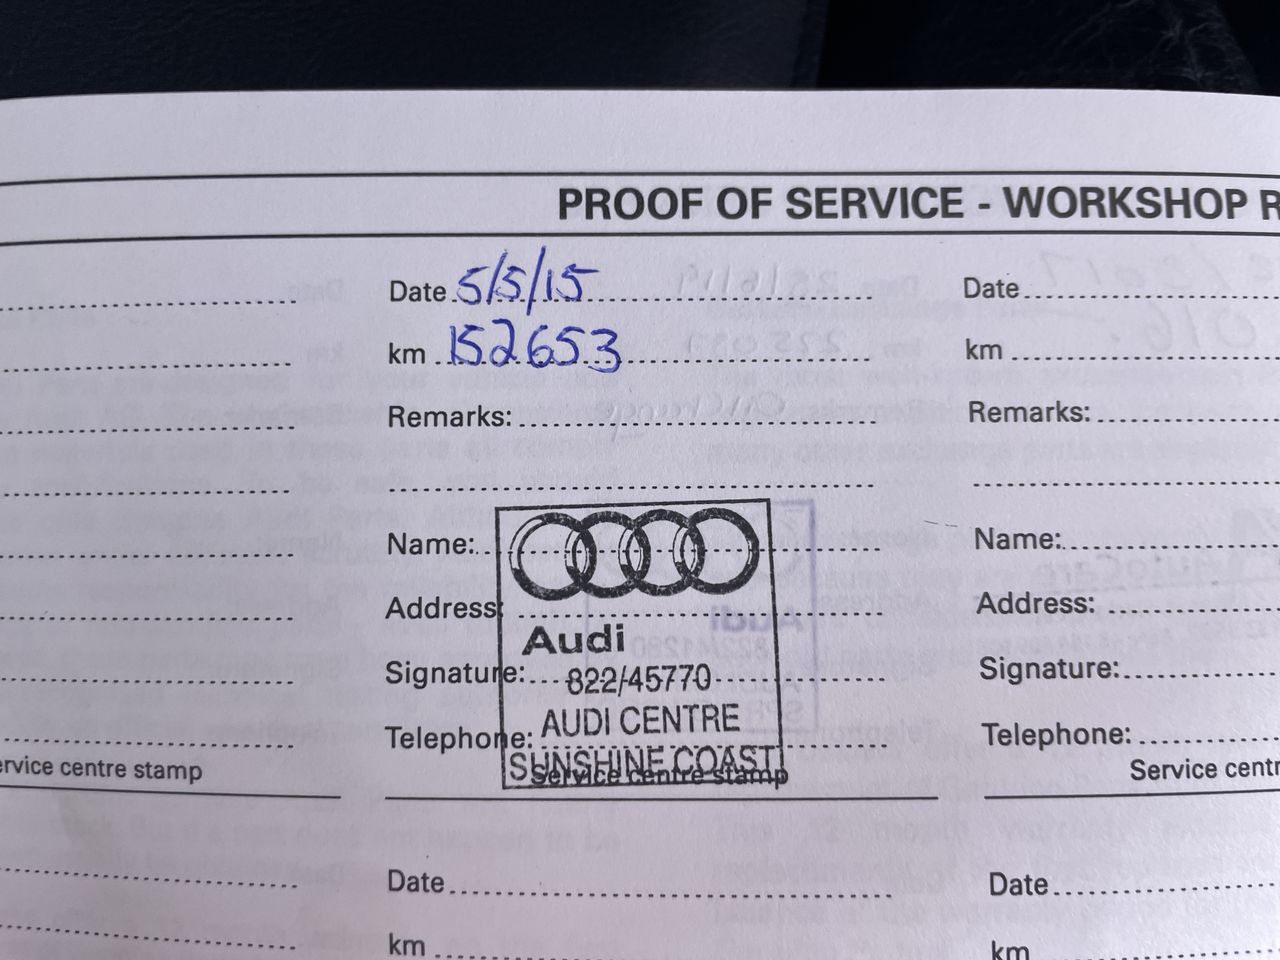 PROOF OF SERVICE - WORKSHOP R
Date 5/5/15
km 152653
Remarks:
Name:
Address:
Signature:
Telephone:
Audi
822/45770
AUDI CENTRE
SUNSHINE COAST
Service centre stamp
Date
km
Remarks:
Name:
Address:
Signature:
Telephone:
Service centr
ervice centre stamp
Date
km
Date
km